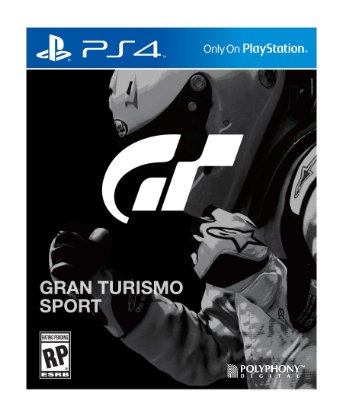 PS4
Only On PlayStation®
GT
GRAN TURISMO
SPORT
RATING PENDING
RP
ESRB
POLYPHONY
DIGITAL